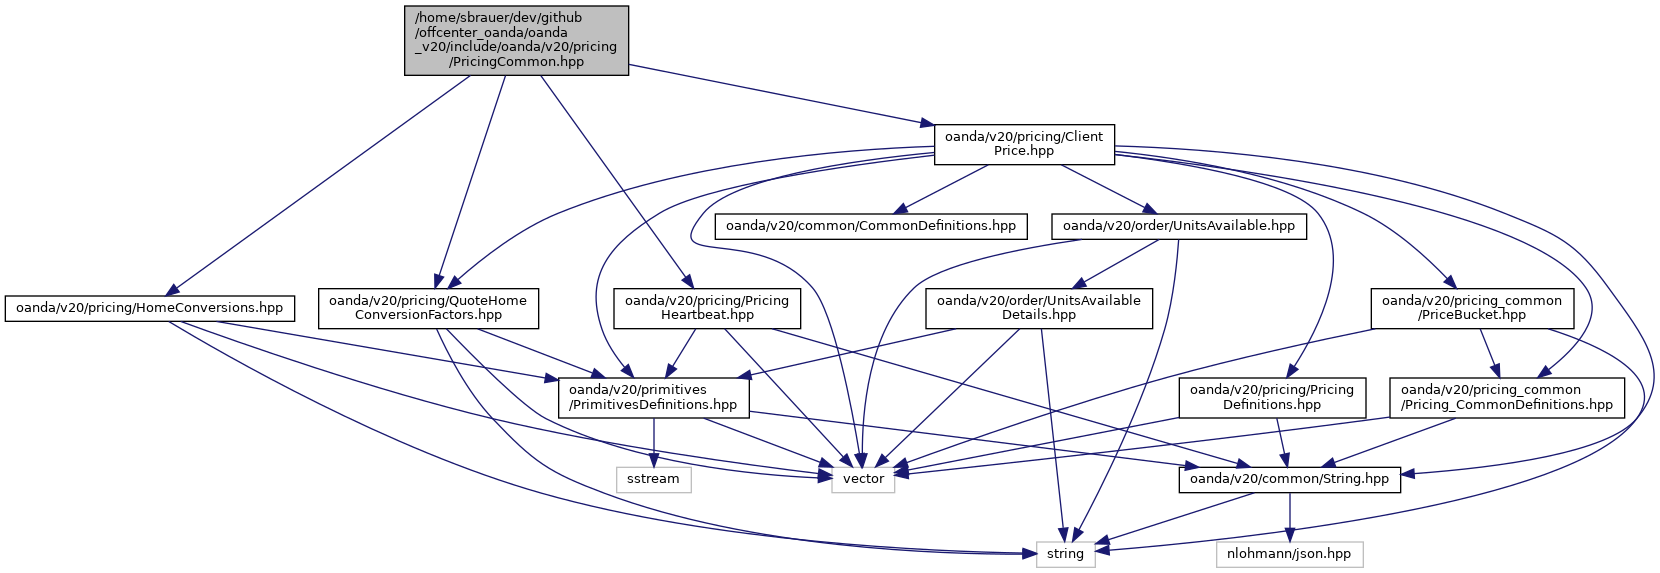 /home/sbrauer/dev/github
/offcenter_oanda/oanda
_v20/include/oanda/v20/pricing
/PricingCommon.hpp
oanda/v20/pricing/Client
Price.hpp
oanda/v20/common/CommonDefinitions.hpp
oanda/v20/order/UnitsAvailable.hpp
oanda/v20/pricing/HomeConversions.hpp
oanda/v20/pricing/QuoteHome
ConversionFactors.hpp
oanda/v20/pricing/Pricing
Heartbeat.hpp
oanda/v20/order/UnitsAvailable
Details.hpp
oanda/v20/pricing_common
/PriceBucket.hpp
oanda/v20/primitives
/PrimitivesDefinitions.hpp
oanda/v20/pricing/Pricing
Definitions.hpp
oanda/v20/pricing_common
/Pricing_CommonDefinitions.hpp
sstream
vector
oanda/v20/common/String.hpp
string
nlohmann/json.hpp